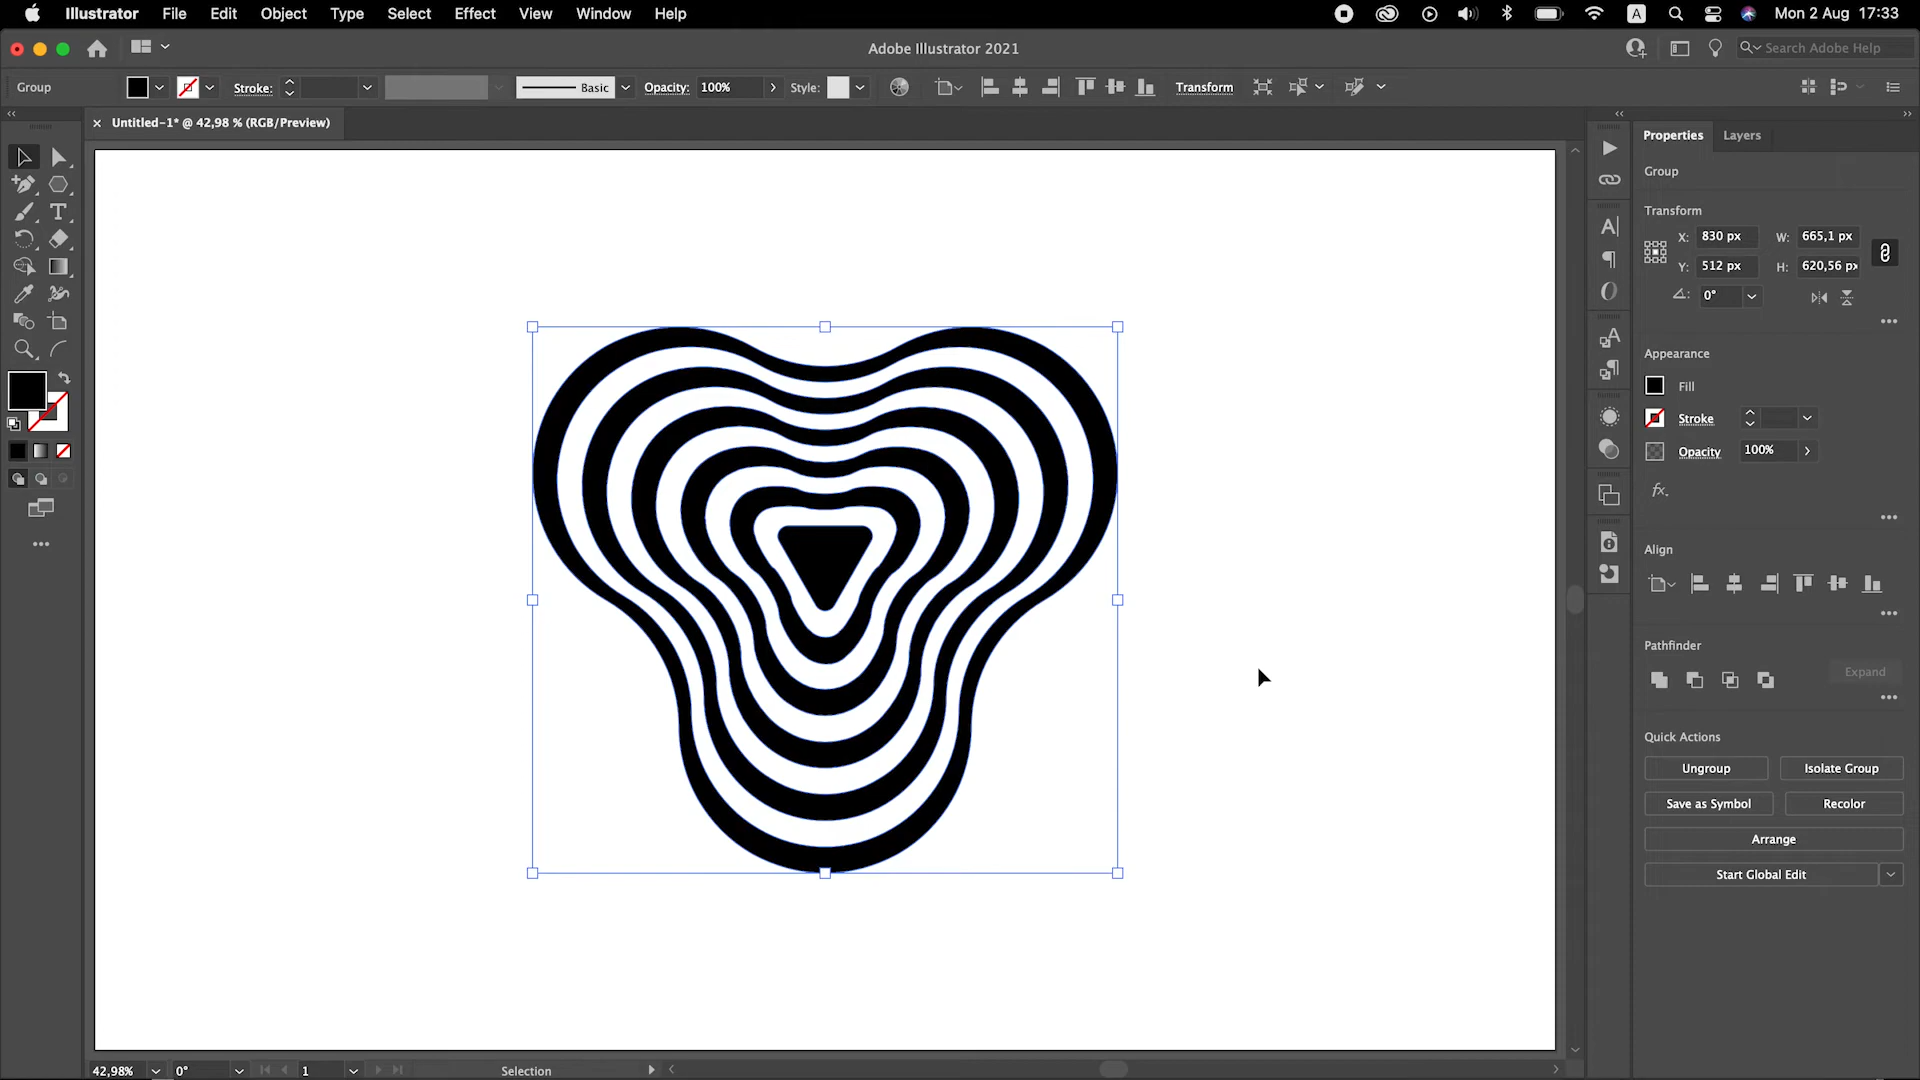 Illustrator File Edit Object Type Select Effect View Window Help
A
Mon 2 Aug 17:33
Adobe Illustrator 2021
Search Adobe Help
Group
Stroke:
Basic
Opacity: 100%
Style:
Transform
× Untitled-1* @ 42,98 % (RGB/Preview)
Properties
Layers
Group
Transform
X: 830 px
W: 665,1 px
Y: 512 px
H: 620,56 px
0°
Appearance
Fill
Stroke
Opacity 100%
fx.
Align
Pathfinder
Expand
Quick Actions
Ungroup
Isolate Group
Save as Symbol
Recolor
Arrange
Start Global Edit
42,98%
0°
1
Selection